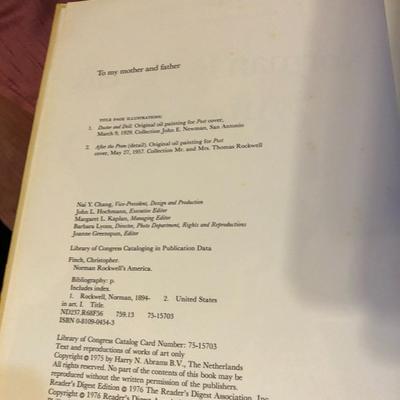 To my mother and father
TITLE PAGE ILLUSTRATIONS:
1. Doctor and Doll. Original oil painting for Post cover,
March 9, 1929. Collection John E. Newman, San Antonio
2. After the Prom (detail). Original oil painting for Post
cover, May 27, 1957. Collection Mr. and Mrs. Thomas Rockwell
Nai Y. Chang, Vice-President, Design and Production
John L. Hochmann, Executive Editor
Margaret L. Kaplan, Managing Editor
Barbara Lyons, Director, Photo Department, Rights and Reproductions
Joanne Greenspun, Editor
Library of Congress Cataloging in Publication Data
Finch, Christopher.
Norman Rockwell's America.
Bibliography: p.
Includes index.
1. Rockwell, Norman, 1894- 2. United States
in art. I. Title.
ND237.R68F56 759.13 75-15703
ISBN 0-8109-0454-3
Library of Congress Catalog Card Number: 75-15703
Text and reproductions of works of art only
Copyright © 1975 by Harry N. Abrams B.V., The Netherlands
All rights reserved. No part of the contents of this book may be
reproduced without the written permission of the publishers.
Reader's Digest Edition © 1976 The Reader's Digest Association, Inc.
Copyright © 1976 Reader's Digest Association